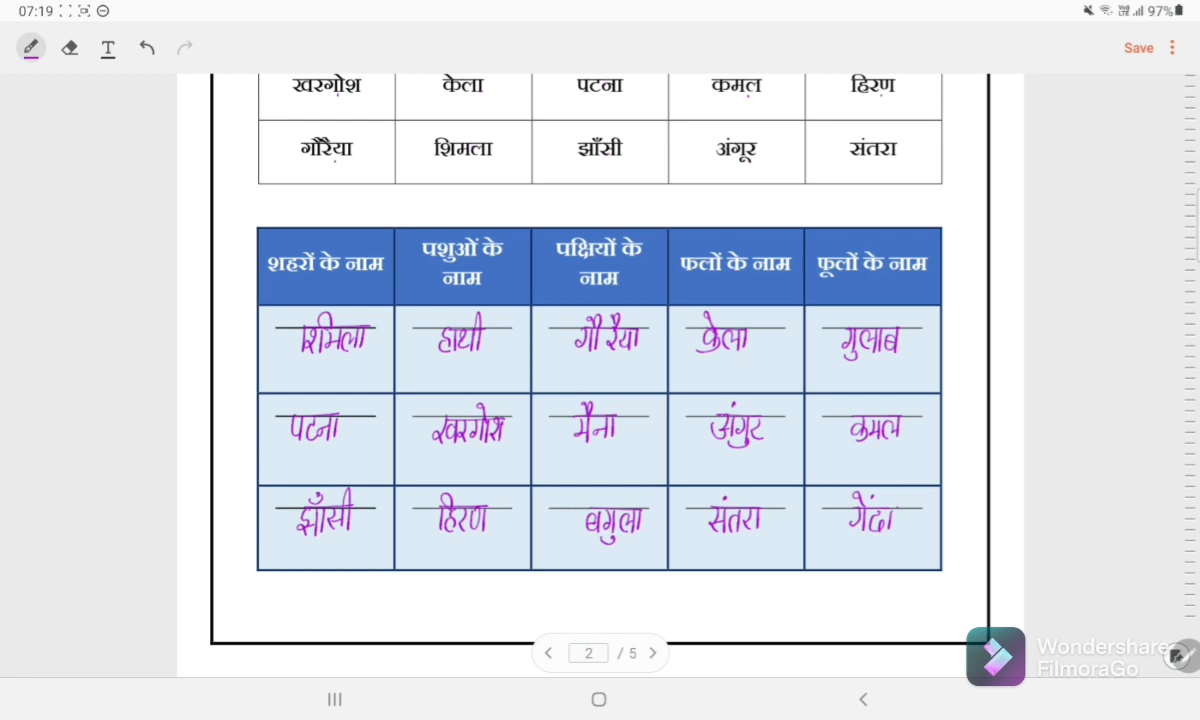 07:19 97%
Save
खरगोश केला पटना कमल हिरण
गौरैया शिमला झाँसी अंगूर संतरा
शहरों के नाम पशुओं के नाम पक्षियों के नाम फलों के नाम फूलों के नाम
शिमला हाथी गौरैया केला गुलाब
पटना खरगोश मैना अंगुर कमल
झाँसी हिरण बगुला संतरा गेंदा
2 / 5
Wondershare
FilmoraGo